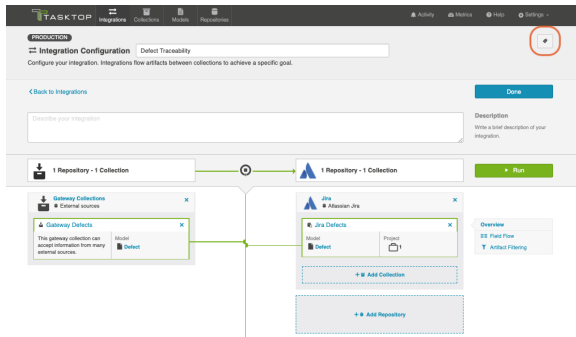 TASKTOP
Integrations
Collections
Models
Repositories
Activity
Metrics
Help
Settings
PRODUCTION
Integration Configuration
Defect Traceability
Configure your integration. Integrations flow artifacts between collections to achieve a specific goal.
Back to Integrations
Done
Describe your integration
Description
Write a brief description of your
integration.
1 Repository - 1 Collection
1 Repository - 1 Collection
Run
Gateway Collections
External sources
Gateway Defects
This gateway collection can
accept information from many
external sources.
Model
Defect
Jira
Atlassian Jira
Jira Defects
Model
Defect
Project
1
+ Add Collection
+ Add Repository
Overview
Field Flow
Artifact Filtering